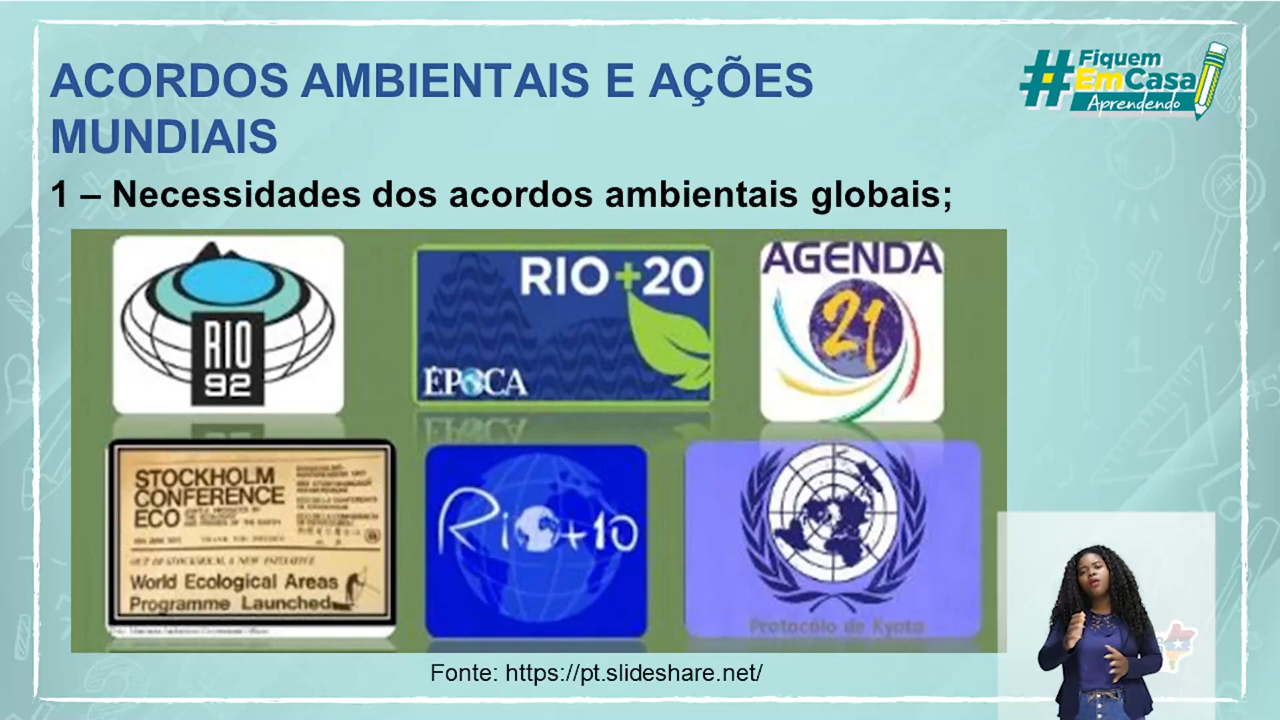 ACORDOS AMBIENTAIS E AÇÕES
MUNDIAIS
#Fiquem
EmCasa
Aprendendo
1 – Necessidades dos acordos ambientais globais;
RIO
92
RIO+20
ÉPOCA
AGENDA
21
STOCKHOLM
CONFERENCE
ECO
World Ecological Areas
Programme Launched
Rio+10
Protocolo de Kyoto
Fonte: https://pt.slideshare.net/